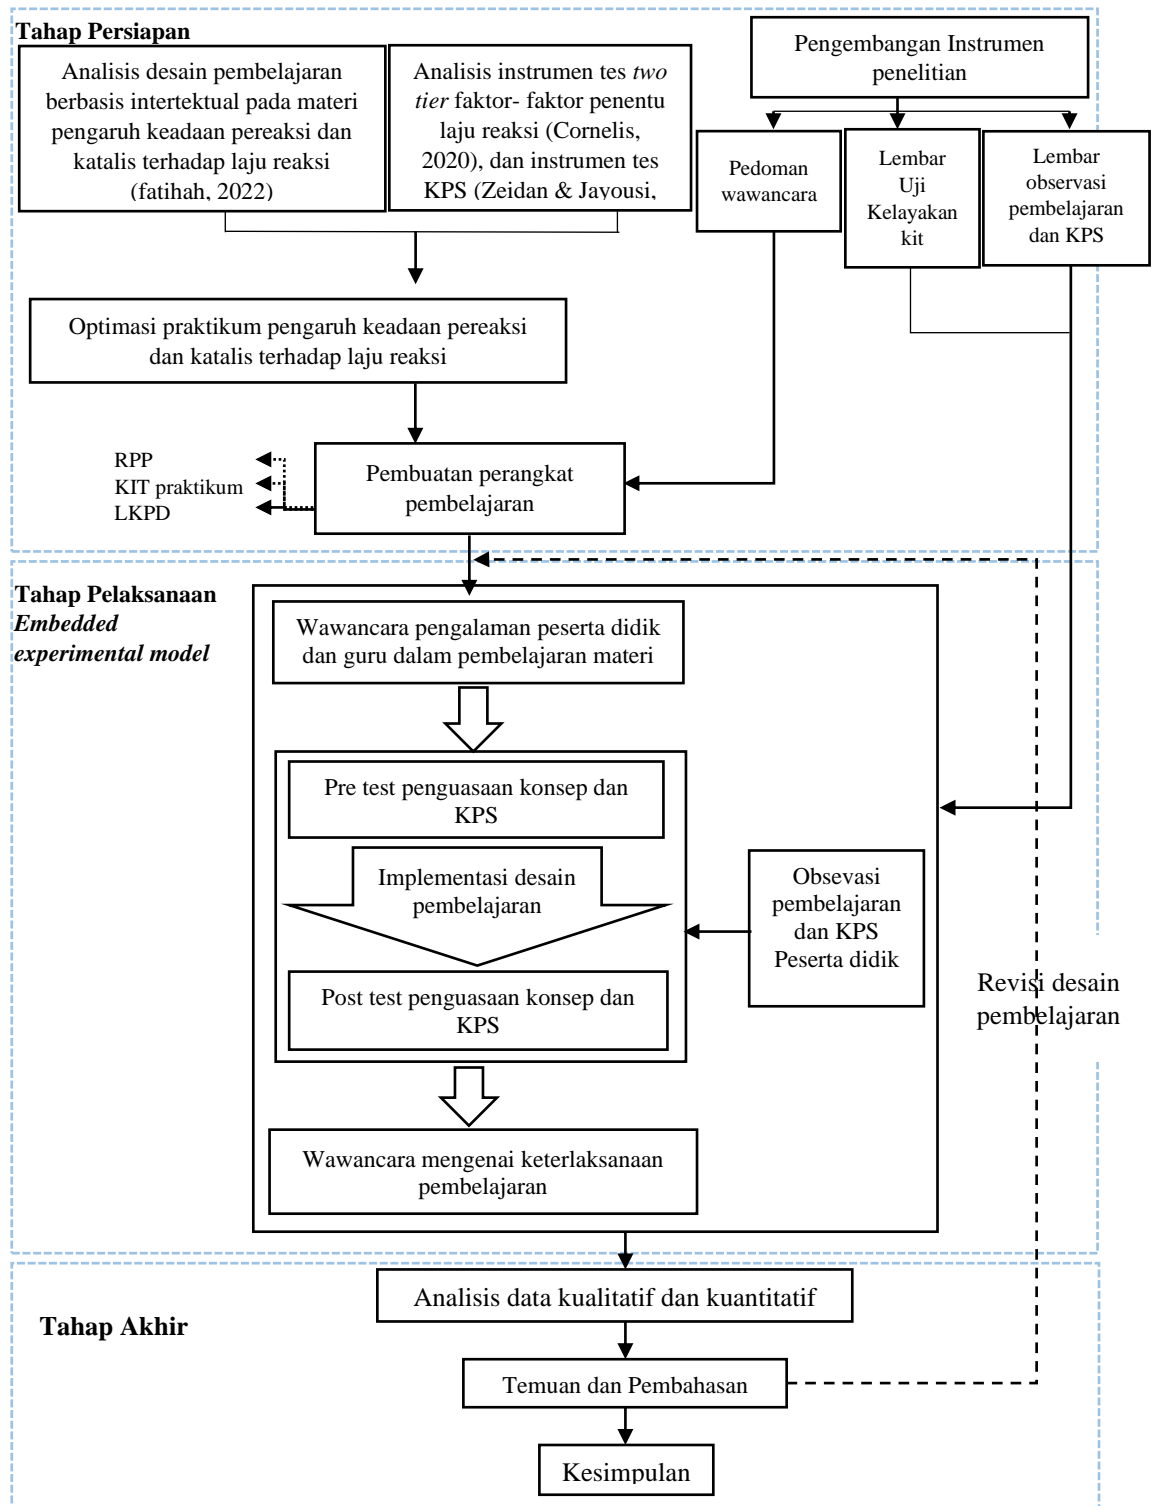 Tahap Persiapan
Analisis desain pembelajaran
berbasis intertektual pada materi
pengaruh keadaan pereaksi dan
katalis terhadap laju reaksi
(fatihah, 2022)
Analisis instrumen tes two
tier faktor- faktor penentu
laju reaksi (Cornelis,
2020), dan instrumen tes
KPS (Zeidan & Jayousi,
Pengembangan Instrumen
penelitian
Pedoman
wawancara
Lembar
Uji
Kelayakan
kit
Lembar
observasi
pembelajaran
dan KPS
Optimasi praktikum pengaruh keadaan pereaksi
dan katalis terhadap laju reaksi
RPP
KIT praktikum
LKPD
Pembuatan perangkat
pembelajaran
Tahap Pelaksanaan
Embedded
experimental model
Wawancara pengalaman peserta didik
dan guru dalam pembelajaran materi
Pre test penguasaan konsep dan
KPS
Implementasi desain
pembelajaran
Obsevasi
pembelajaran
dan KPS
Peserta didik
Post test penguasaan konsep dan
KPS
Revisi desain
pembelajaran
Wawancara mengenai keterlaksanaan
pembelajaran
Analisis data kualitatif dan kuantitatif
Tahap Akhir
Temuan dan Pembahasan
Kesimpulan